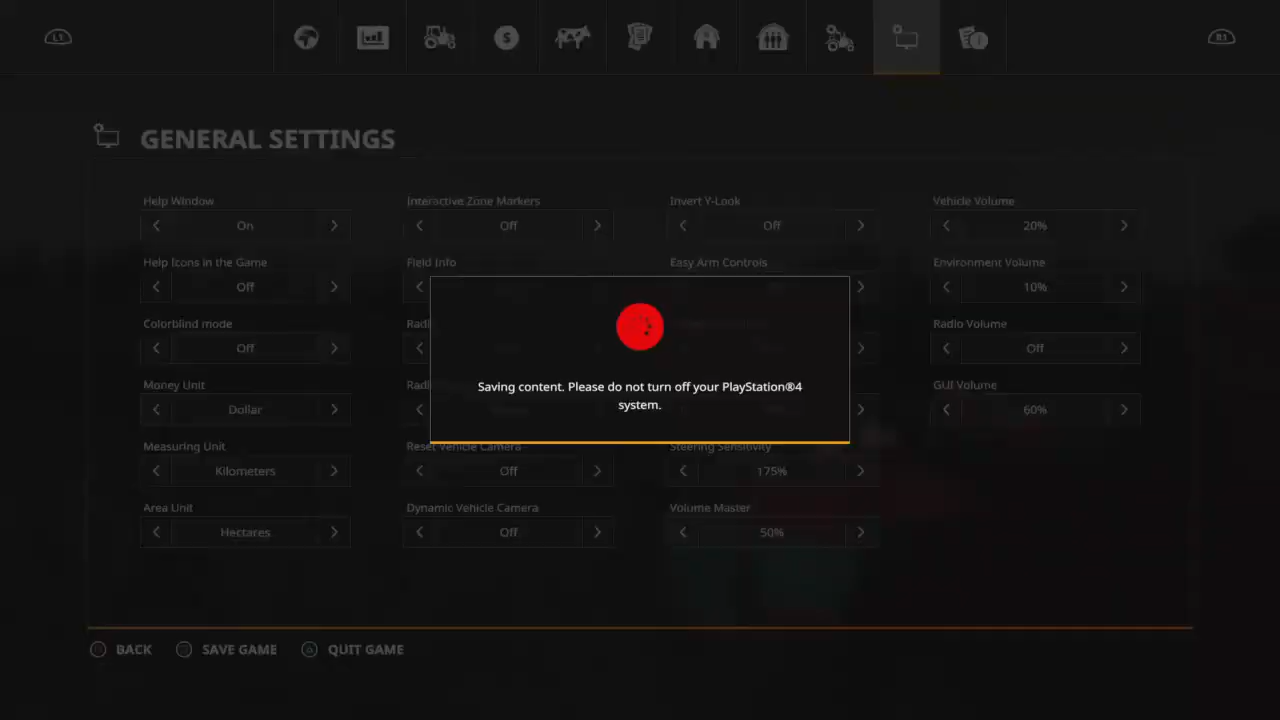 L1
R1
GENERAL SETTINGS
Help Window
On
Interactive Zone Markers
Off
Invert Y-Look
Off
Vehicle Volume
20%
Help Icons in the Game
Off
Field Info
Easy Arm Controls
Environment Volume
10%
Colorblind mode
Off
Radi
Radio Volume
Off
Money Unit
Dollar
Radi
GUI Volume
60%
Saving content. Please do not turn off your PlayStation®4
system.
Measuring Unit
Kilometers
Reset Vehicle Camera
Off
Steering Sensitivity
175%
Area Unit
Hectares
Dynamic Vehicle Camera
Off
Volume Master
50%
BACK
SAVE GAME
QUIT GAME